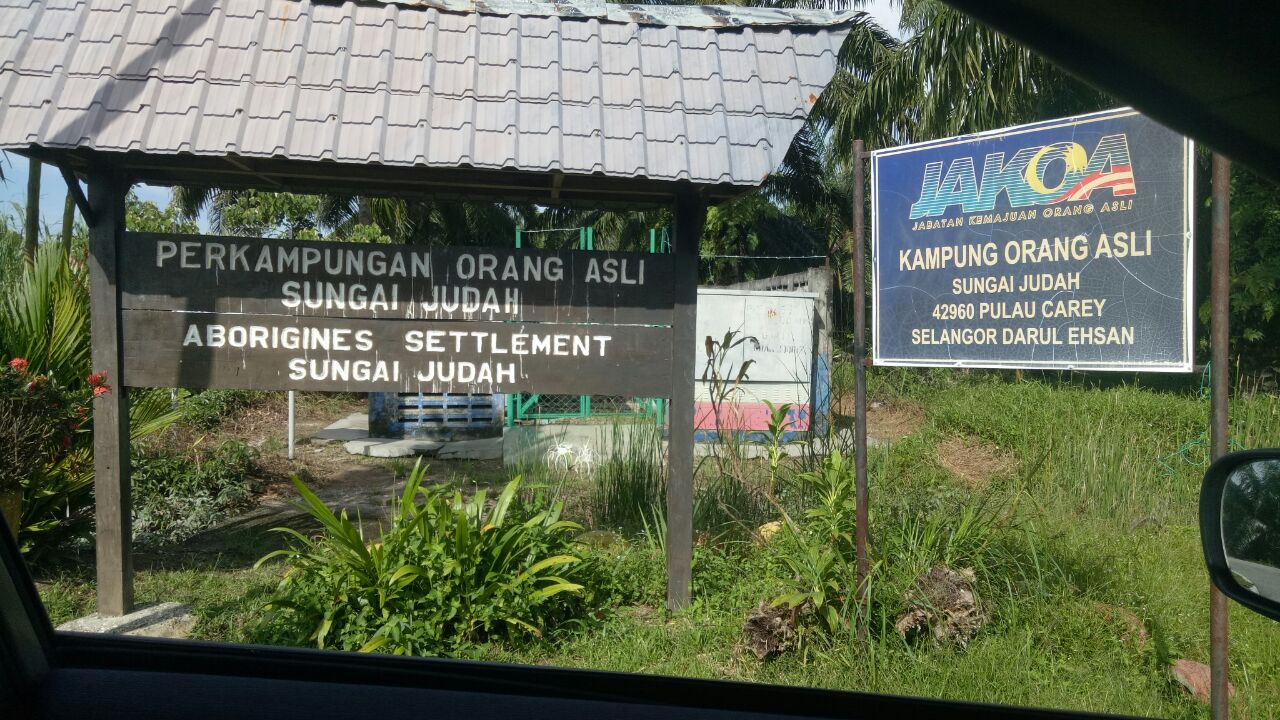 PERKAMPUNGAN ORANG ASLI
SUNGAI JUDAH
ABORIGINES SETTLEMENT
SUNGAI JUDAH
JAKOA
JABATAN KEMAJUAN ORANG ASLI
KAMPUNG ORANG ASLI
SUNGAI JUDAH
42960 PULAU CAREY
SELANGOR DARUL EHSAN